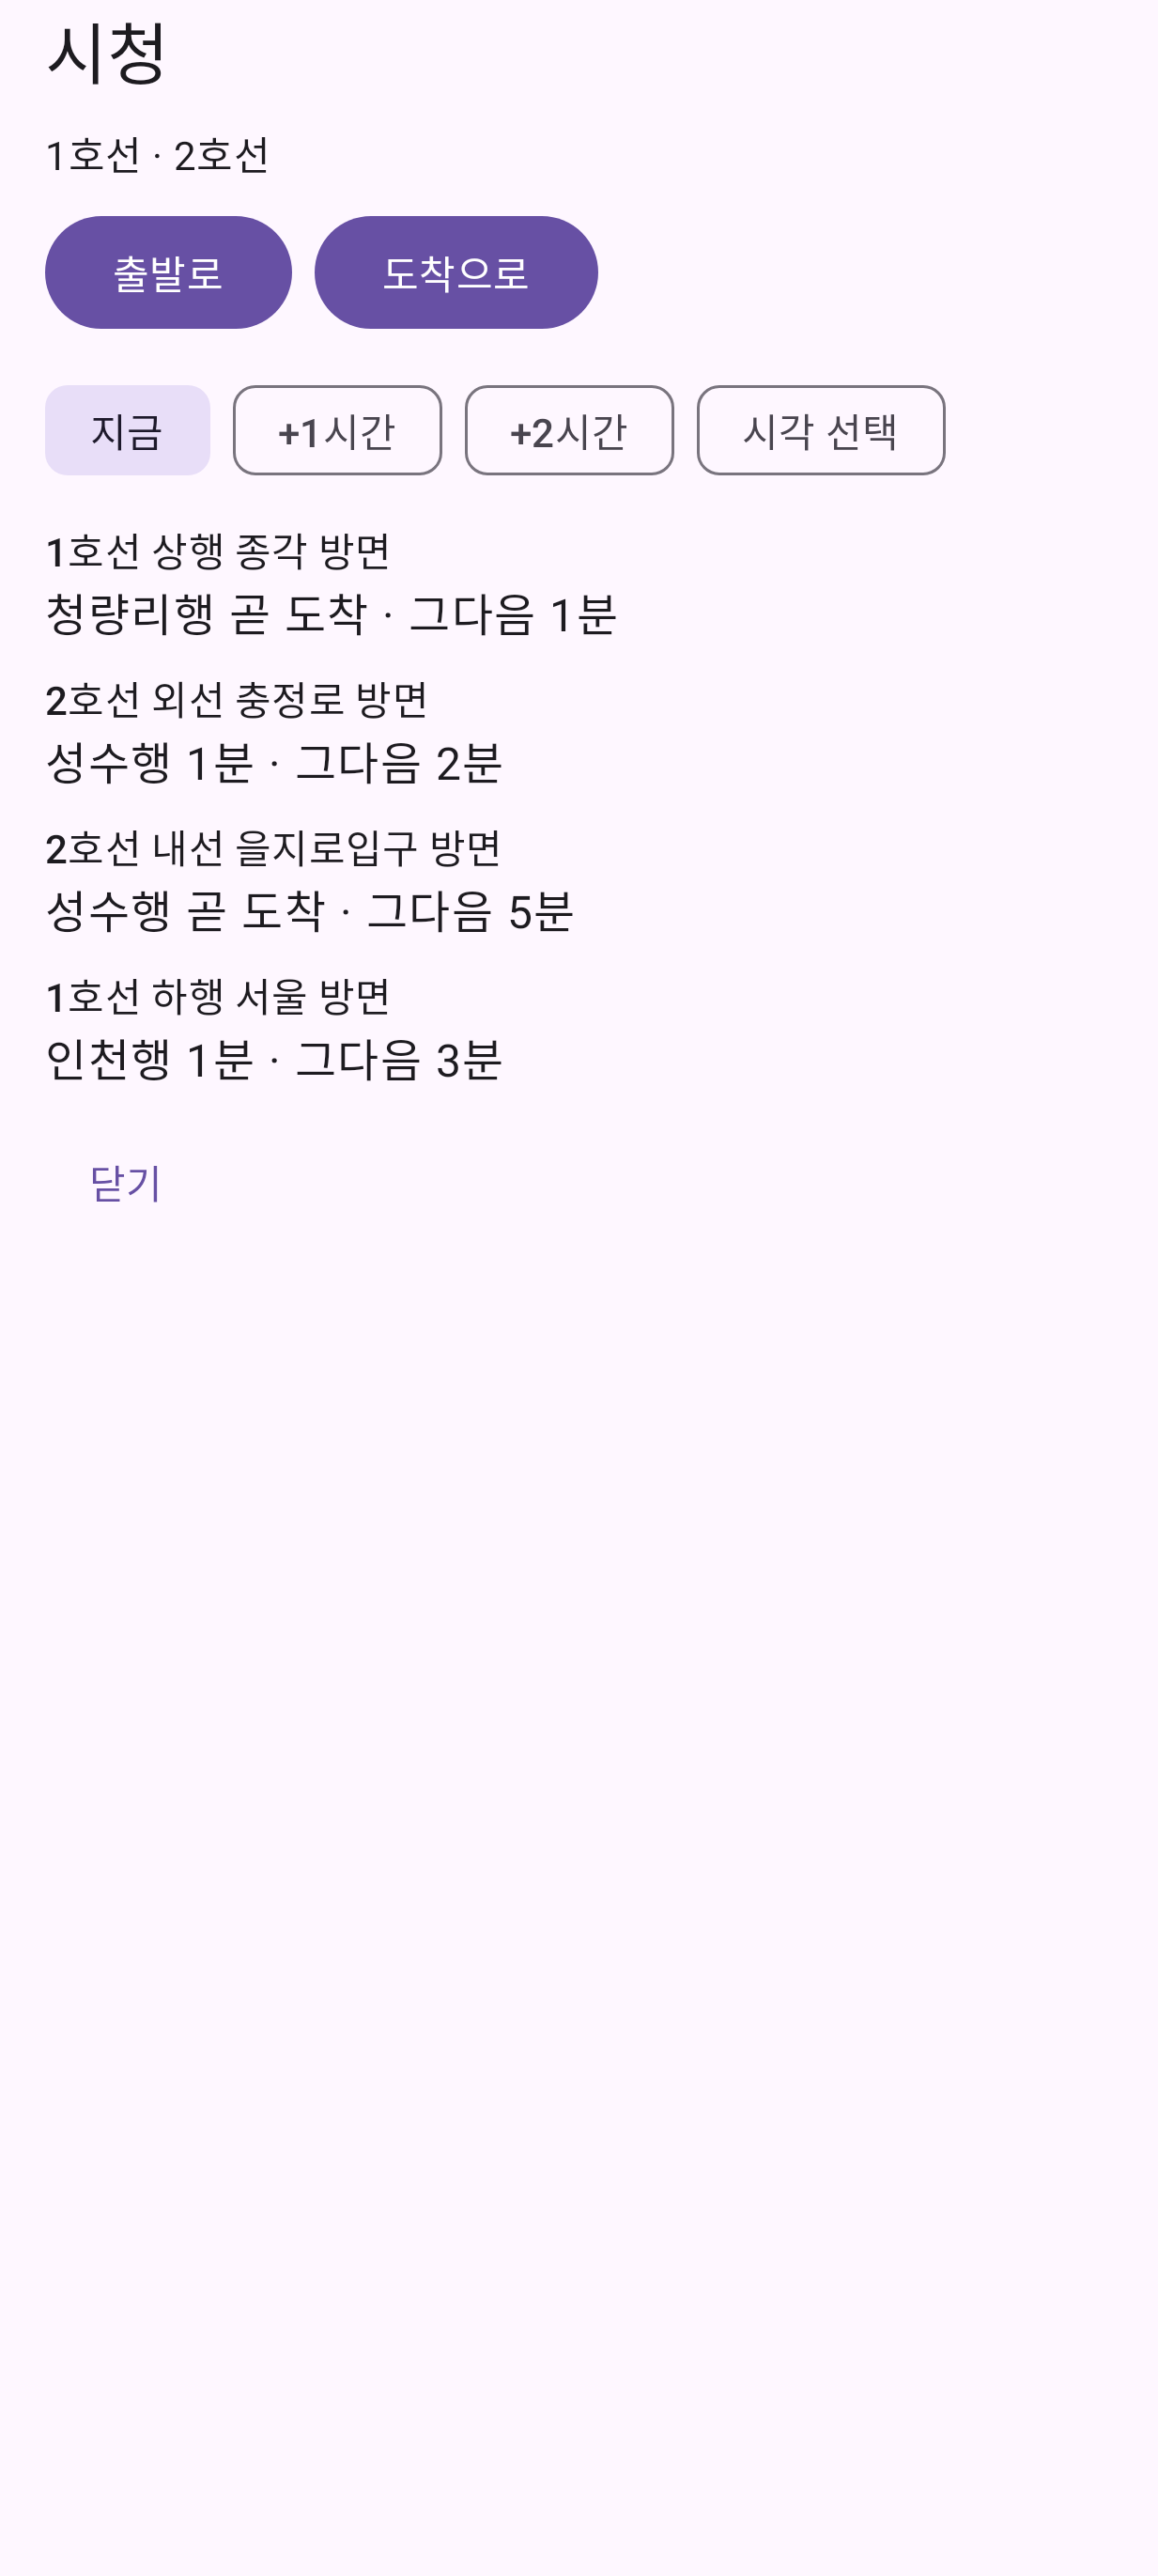 시청
1호선 · 2호선
출발로 도착으로
지금 +1시간 +2시간 시각 선택
1호선 상행 종각 방면
청량리행 곧 도착 · 그다음 1분
2호선 외선 충정로 방면
성수행 1분 · 그다음 2분
2호선 내선 을지로입구 방면
성수행 곧 도착 · 그다음 5분
1호선 하행 서울 방면
인천행 1분 · 그다음 3분
닫기